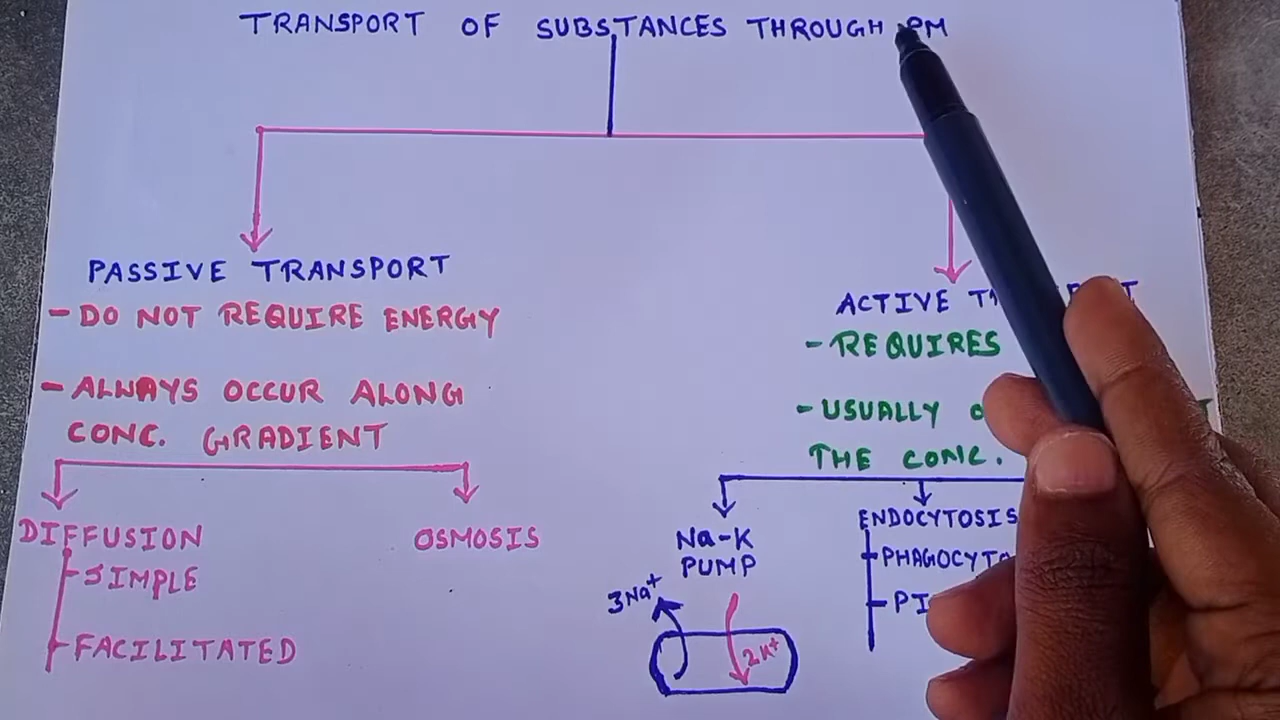 TRANSPORT OF SUBSTANCES THROUGH PM
PASSIVE TRANSPORT
- DO NOT REQUIRE ENERGY
- ALWAYS OCCUR ALONG
CONC. GRADIENT
DIFFUSION
SIMPLE
FACILITATED
OSMOSIS
ACTIVE
- REQUIRES
- USUALLY
THE CONC.
Na-K
PUMP
3Na+
2K+
ENDOCYTOSIS